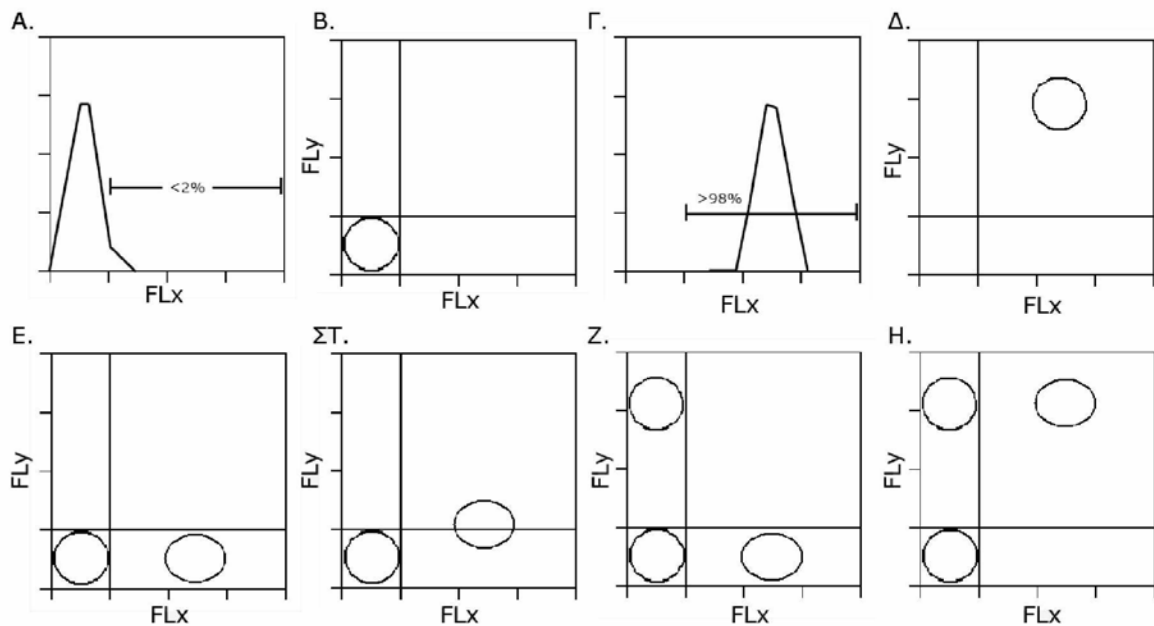 Α.
Β.
Γ.
Δ.
<2%
>98%
FLy
FLy
FLx
FLx
FLx
FLx
Ε.
ΣΤ.
Ζ.
Η.
FLy
FLy
FLy
FLy
FLx
FLx
FLx
FLx